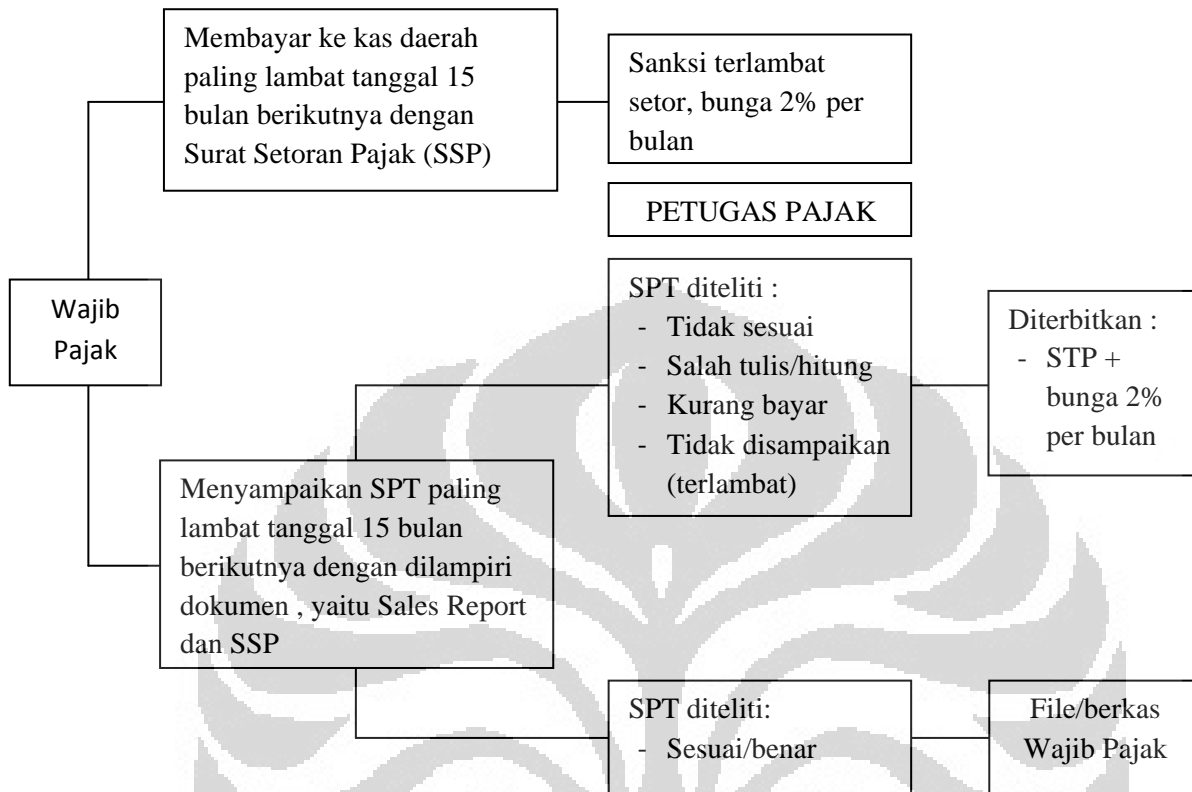 Membayar ke kas daerah
paling lambat tanggal 15
bulan berikutnya dengan
Surat Setoran Pajak (SSP)
Sanksi terlambat
setor, bunga 2% per
bulan
PETUGAS PAJAK
Wajib
Pajak
SPT diteliti :
- Tidak sesuai
- Salah tulis/hitung
- Kurang bayar
- Tidak disampaikan
(terlambat)
Diterbitkan :
- STP +
bunga 2%
per bulan
Menyampaikan SPT paling
lambat tanggal 15 bulan
berikutnya dengan dilampiri
dokumen , yaitu Sales Report
dan SSP
SPT diteliti:
- Sesuai/benar
File/berkas
Wajib Pajak